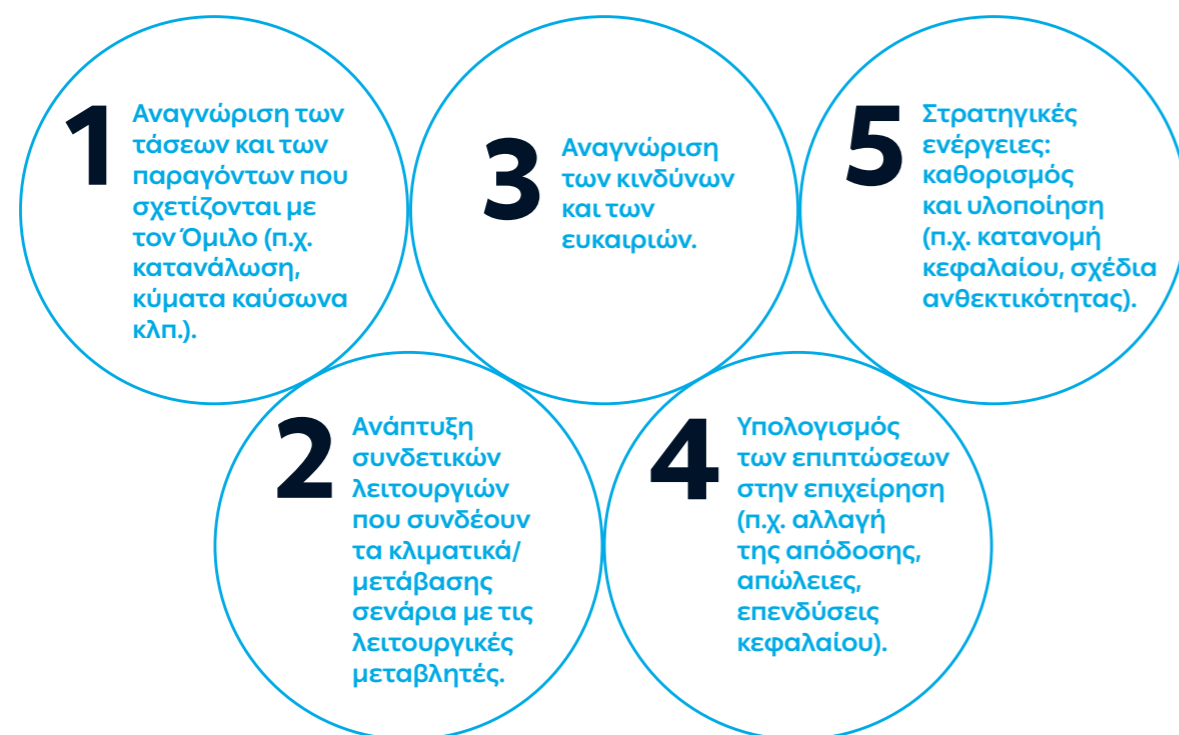 1
Αναγνώριση των
τάσεων και των
παραγόντων που
σχετίζονται με
τον Όμιλο (π.χ.
κατανάλωση,
κύματα καύσωνα
κλπ.).
2
Ανάπτυξη
συνδετικών
λειτουργιών
που συνδέουν
τα κλιματικά/
μετάβασης
σενάρια με τις
λειτουργικές
μεταβλητές.
3
Αναγνώριση
των κινδύνων
και των
ευκαιριών.
4
Υπολογισμός
των επιπτώσεων
στην επιχείρηση
(π.χ. αλλαγή
της απόδοσης,
απώλειες,
επενδύσεις
κεφαλαίου).
5
Στρατηγικές
ενέργειες:
καθορισμός
και υλοποίηση
(π.χ. κατανομή
κεφαλαίου, σχέδια
ανθεκτικότητας).